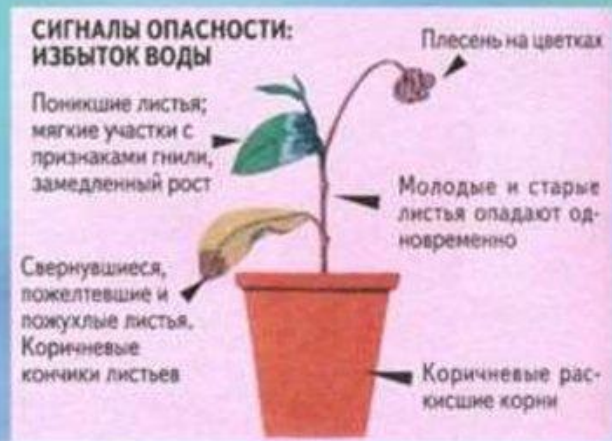 СИГНАЛЫ ОПАСНОСТИ:
ИЗБЫТОК ВОДЫ
Плесень на цветках
Поникшие листья;
мягкие участки с
признаками гнили,
замедленный рост
Молодые и старые
листья опадают од-
новременно
Свернувшиеся,
пожелтевшие и
пожухлые листья.
Коричневые
кончики листьев
Коричневые рас-
кисшие корни